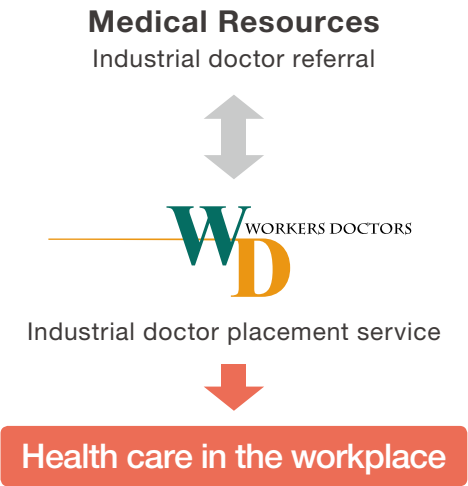 Medical Resources
Industrial doctor referral
WD WORKERS DOCTORS
Industrial doctor placement service
Health care in the workplace